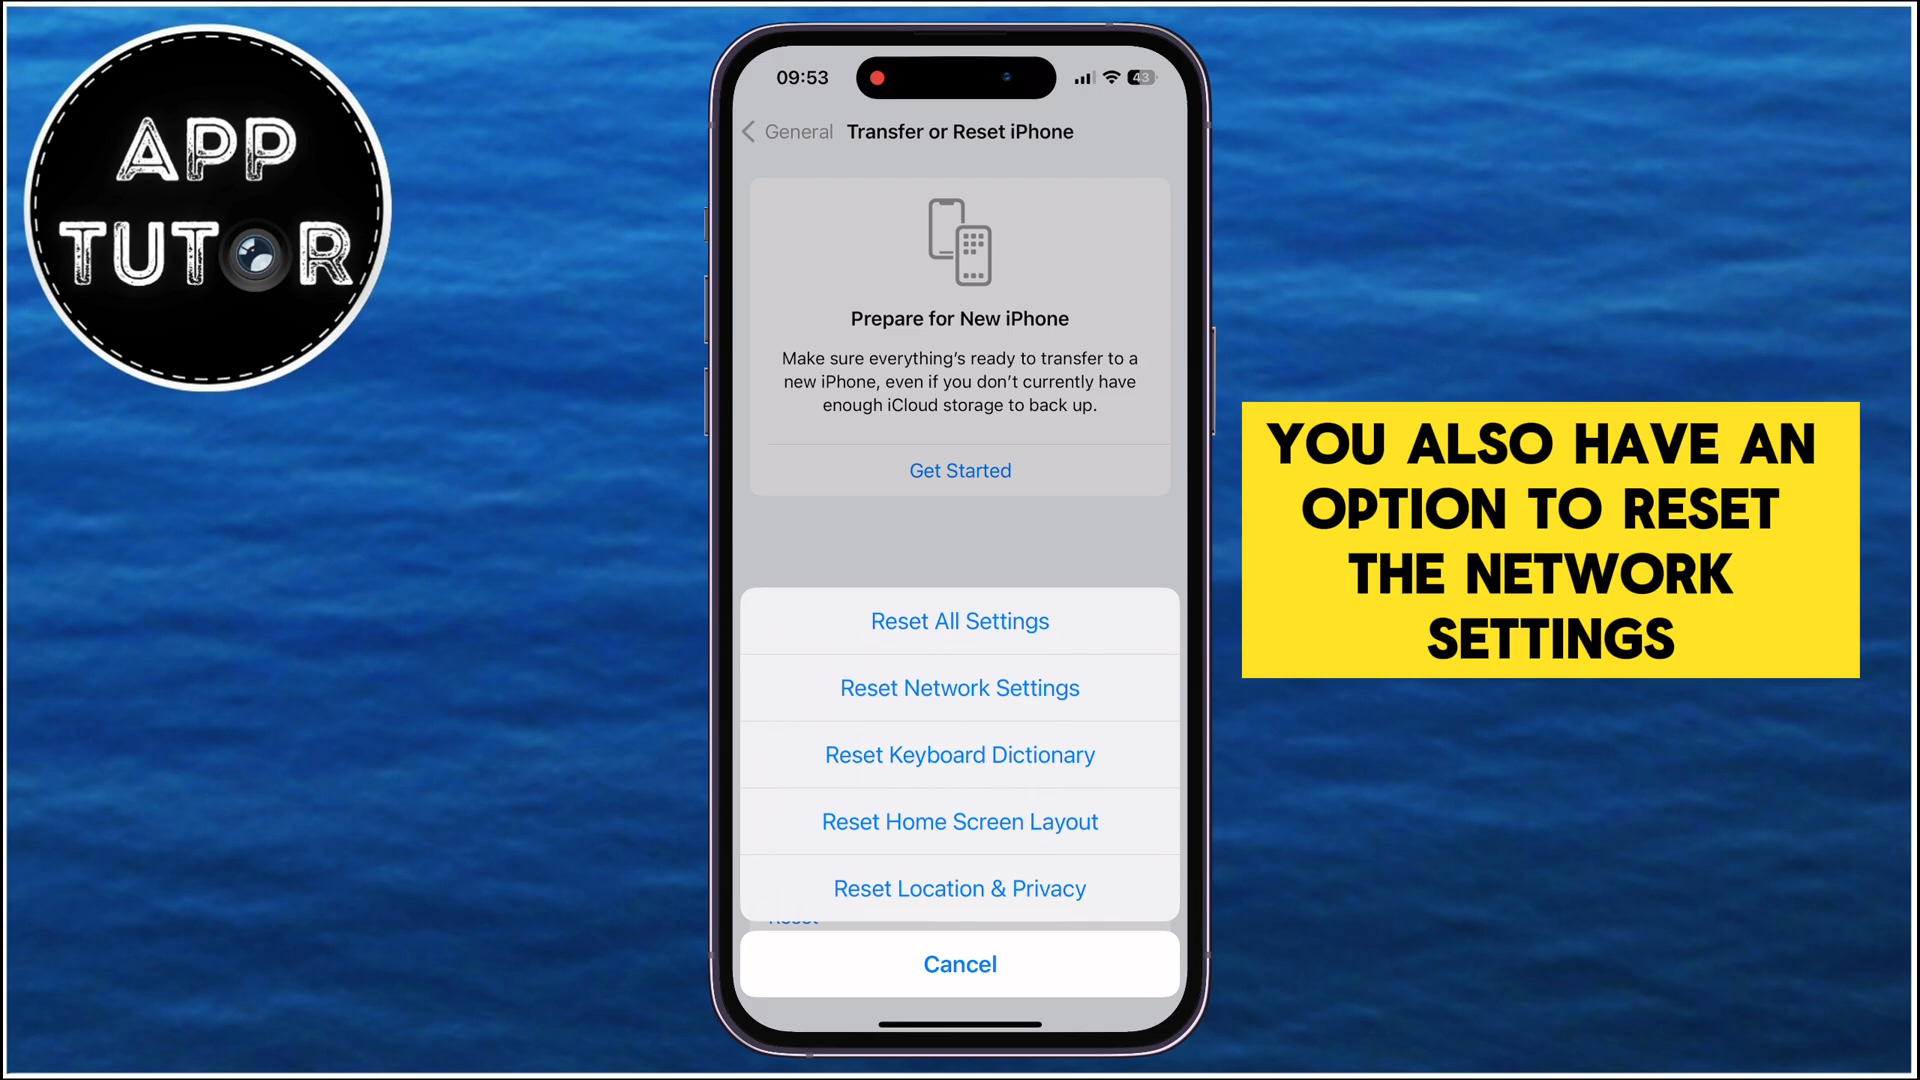 APP
TUTOR
09:53
43
General
Transfer or Reset iPhone
Prepare for New iPhone
Make sure everything's ready to transfer to a
new iPhone, even if you don't currently have
enough iCloud storage to back up.
Get Started
Reset All Settings
Reset Network Settings
Reset Keyboard Dictionary
Reset Home Screen Layout
Reset Location & Privacy
Reset
Cancel
YOU ALSO HAVE AN
OPTION TO RESET
THE NETWORK
SETTINGS